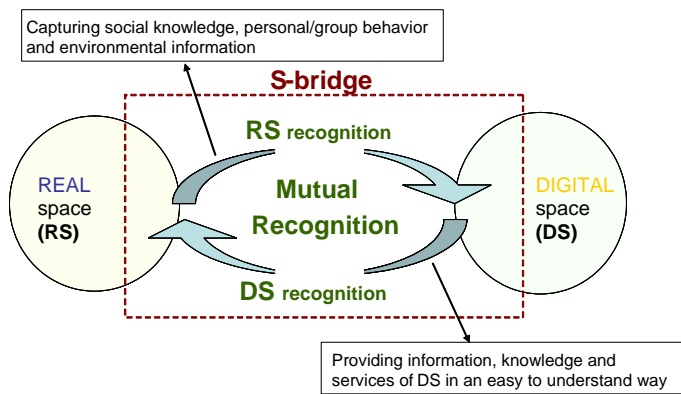 Capturing social knowledge, personal/group behavior
and environmental information
S-bridge
RS recognition
REAL
space
(RS)
Mutual
Recognition
DIGITAL
space
(DS)
DS recognition
Providing information, knowledge and
services of DS in an easy to understand way